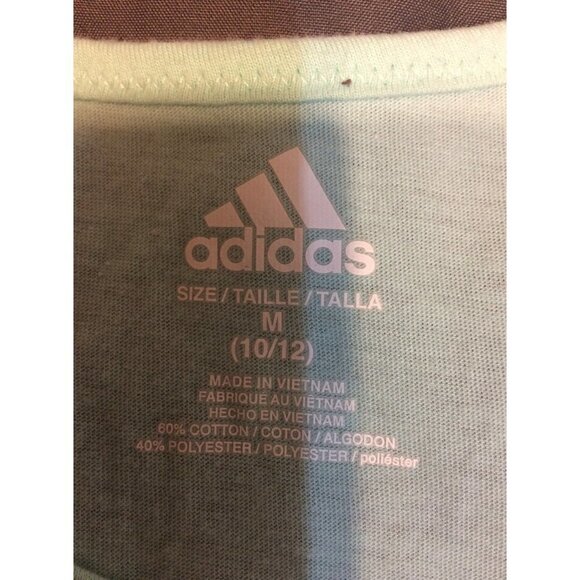 adidas
SIZE / TAILLE / TALLA
M
(10/12)
MADE IN VIETNAM
FABRIQUÉ AU VIETNAM
HECHO EN VIETNAM
60% COTTON / COTON / ALGODON
40% POLYESTER / POLYESTER / poliéster